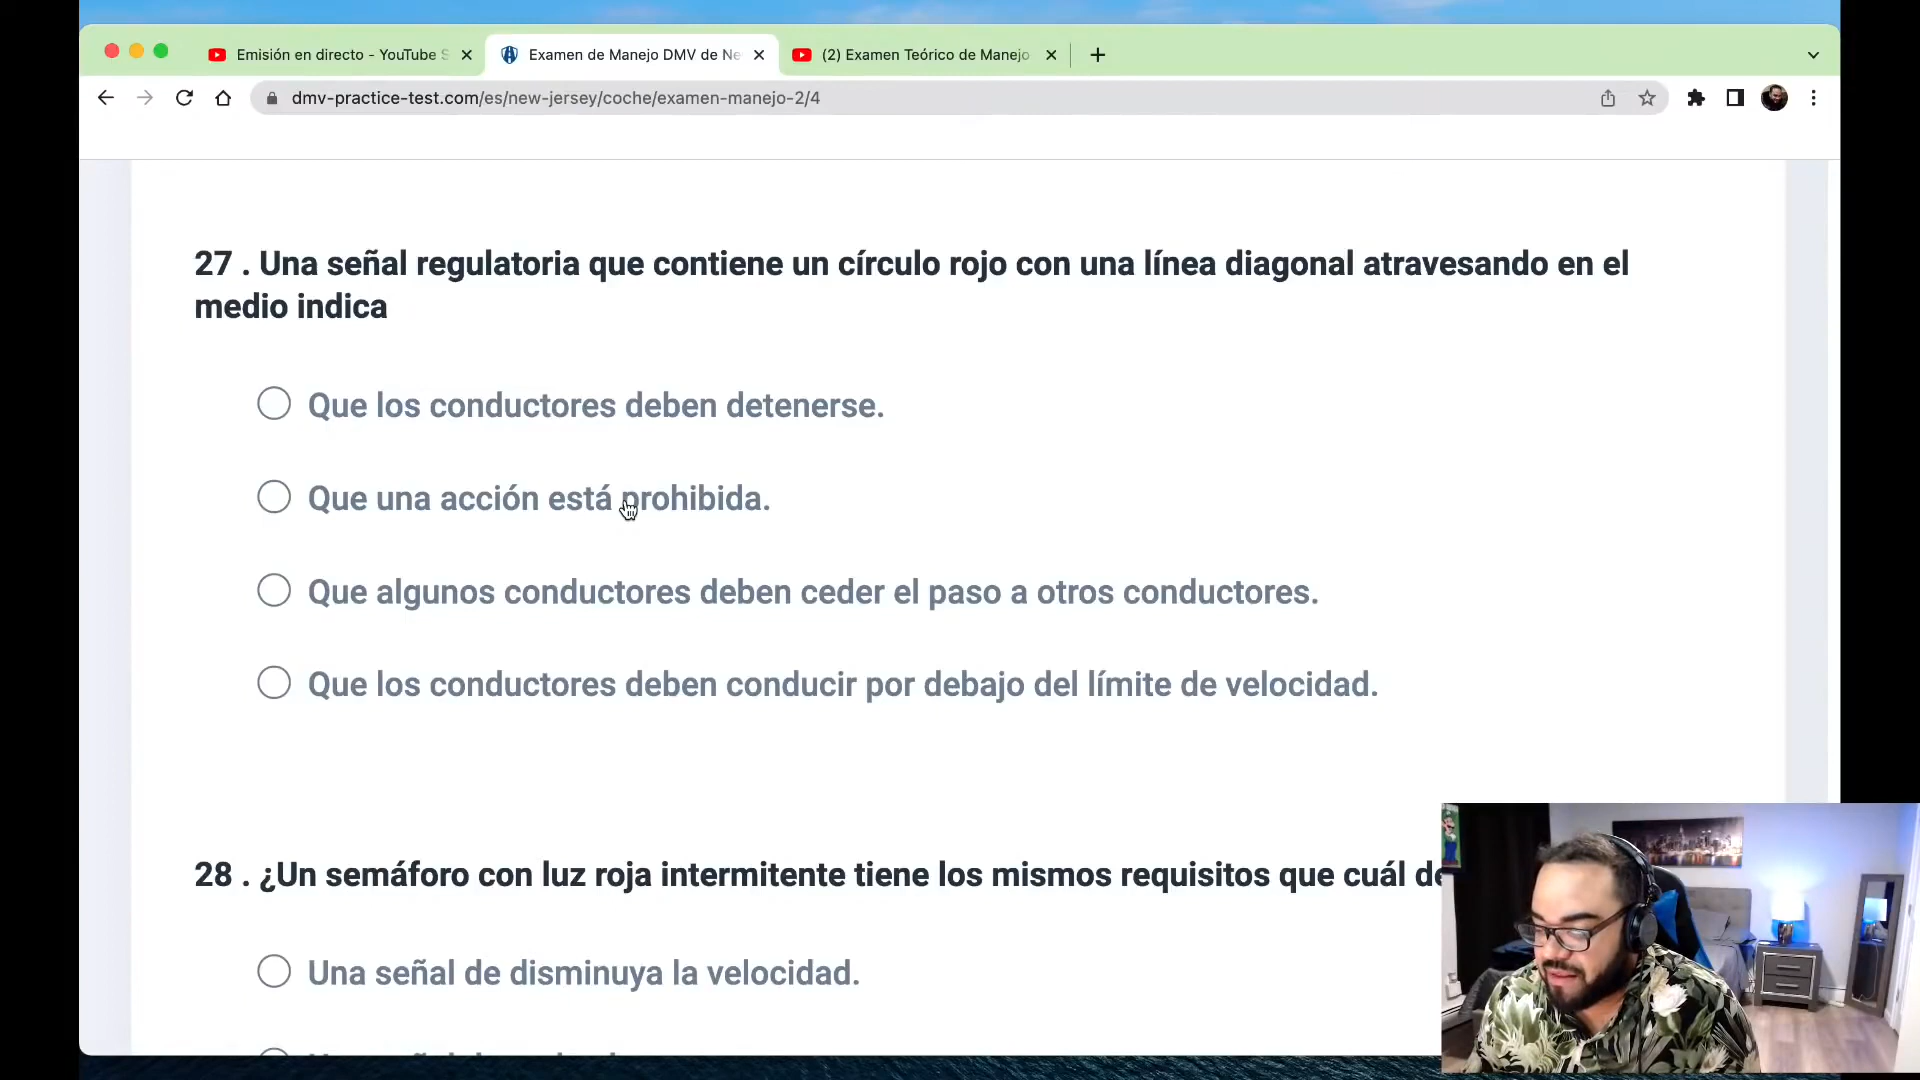 Emisión en directo - YouTube S
Examen de Manejo DMV de Ne
(2) Examen Teórico de Manejo
dmv-practice-test.com/es/new-jersey/coche/examen-manejo-2/4
27 . Una señal regulatoria que contiene un círculo rojo con una línea diagonal atravesando en el
medio indica
Que los conductores deben detenerse.
Que una acción está prohibida.
Que algunos conductores deben ceder el paso a otros conductores.
Que los conductores deben conducir por debajo del límite de velocidad.
28 . ¿Un semáforo con luz roja intermitente tiene los mismos requisitos que cuál de
Una señal de disminuya la velocidad.